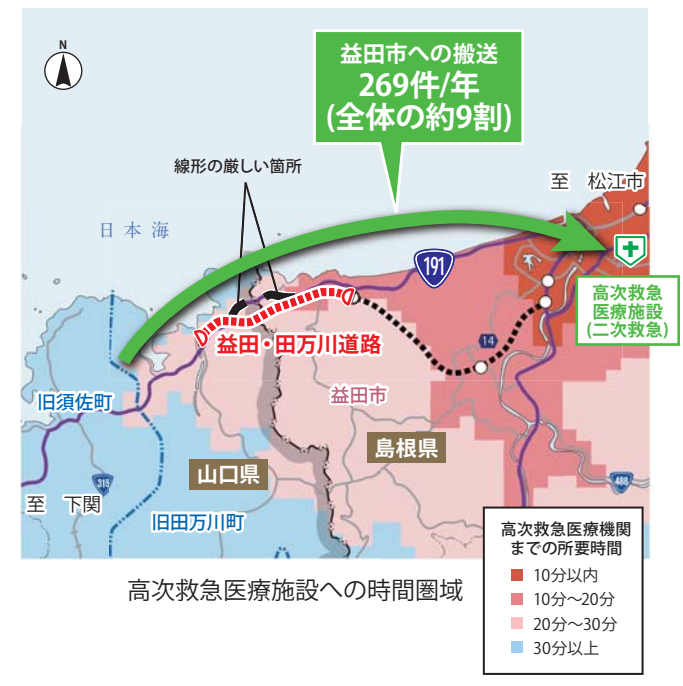 N
益田市への搬送
269件/年
(全体の約9割)
線形の厳しい箇所
至 松江市
日本海
191
高次救急
医療施設
(二次救急)
益田・田万川道路
14
益田市
旧須佐町
島根県
山口県
315
488
至 下関
旧田万川町
高次救急医療機関
までの所要時間
10分以内
10分~20分
20分~30分
30分以上
高次救急医療施設への時間圏域